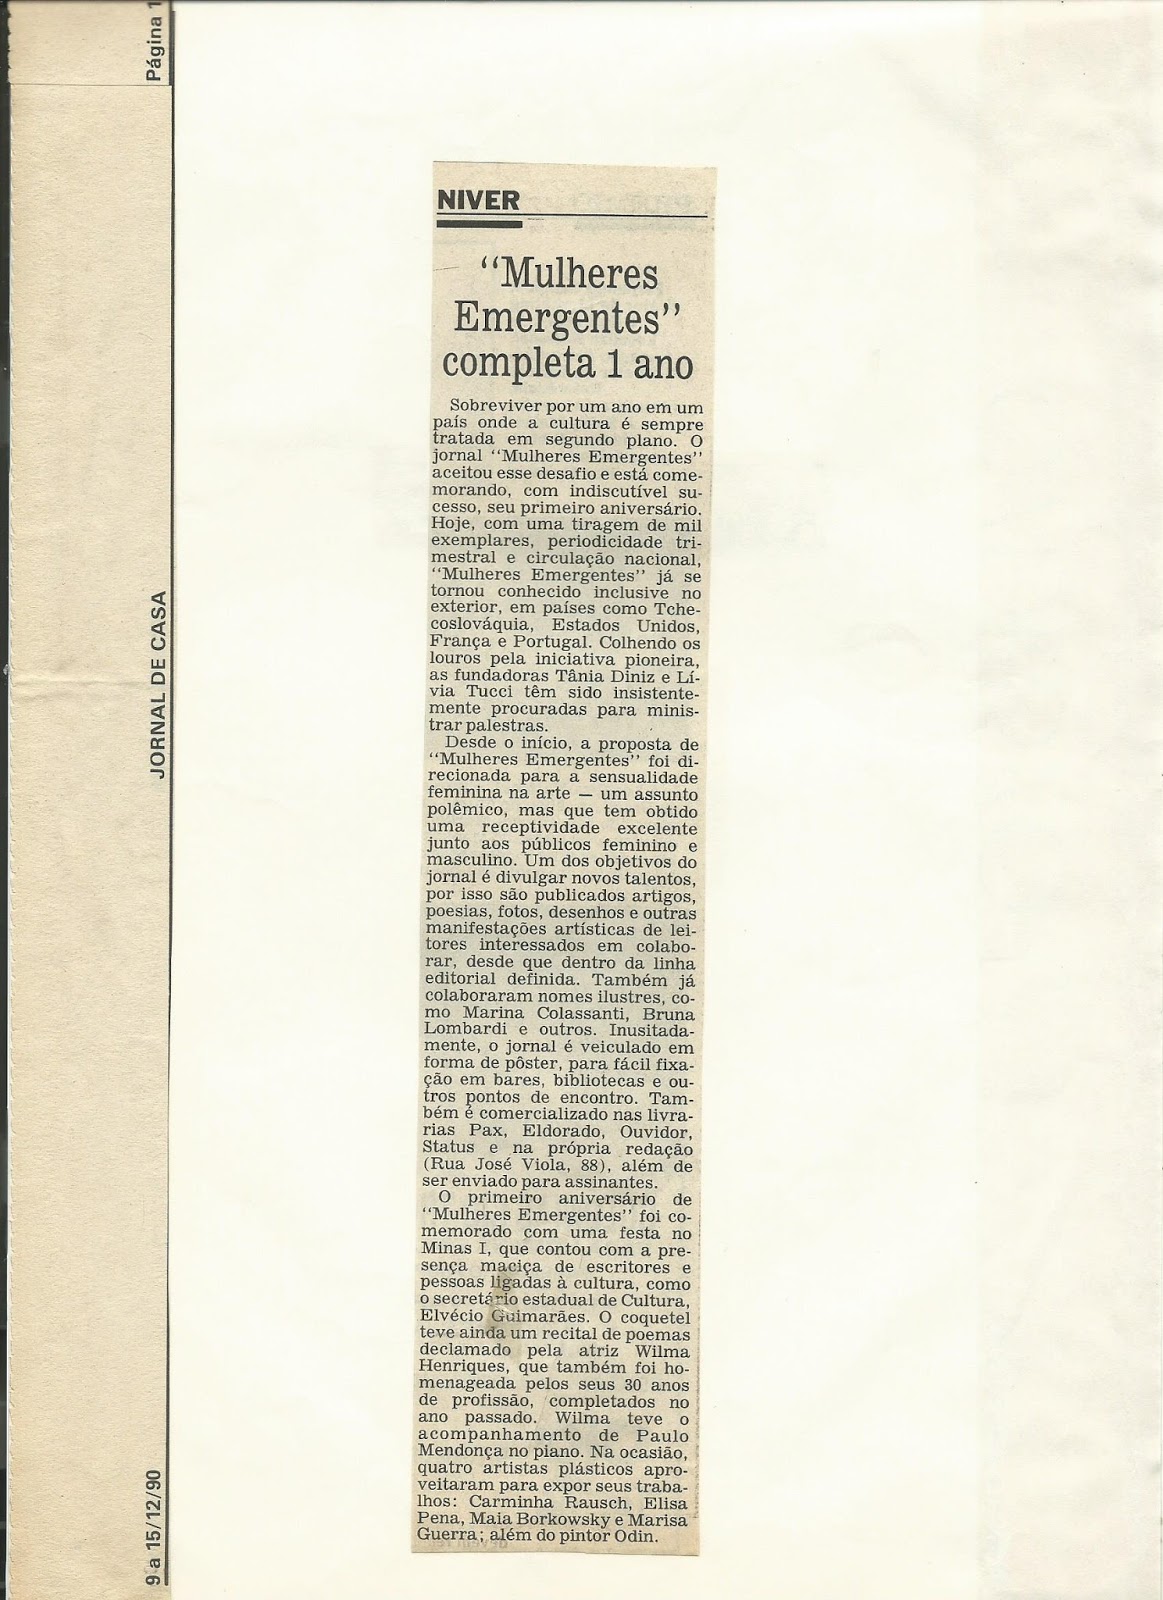 Página 1
JORNAL DE CASA
9 a 15/12/90
NIVER
“Mulheres
Emergentes”
completa 1 ano
Sobreviver por um ano em um
país onde a cultura é sempre
tratada em segundo plano. O
jornal “Mulheres Emergentes”
aceitou esse desafio e está come-
morando, com indiscutível su-
cesso, seu primeiro aniversário.
Hoje, com uma tiragem de mil
exemplares, periodicidade tri-
mestral e circulação nacional,
“Mulheres Emergentes” já se
tornou conhecido inclusive no
exterior, em países como Tche-
coslováquia, Estados Unidos,
França e Portugal. Colhendo os
louros pela iniciativa pioneira,
as fundadoras Tânia Diniz e Lí-
via Tucci têm sido insistente-
mente procuradas para minis-
trar palestras.
Desde o início, a proposta de
“Mulheres Emergentes” foi di-
recionada para a sensualidade
feminina na arte — um assunto
polêmico, mas que tem obtido
uma receptividade excelente
junto aos públicos feminino e
masculino. Um dos objetivos do
jornal é divulgar novos talentos,
por isso são publicados artigos,
poesias, fotos, desenhos e outras
manifestações artísticas de lei-
tores interessados em colabo-
rar, desde que dentro da linha
editorial definida. Também já
colaboraram nomes ilustres, co-
mo Marina Colassanti, Bruna
Lombardi e outros. Inusitada-
mente, o jornal é veiculado em
forma de pôster, para fácil fixa-
ção em bares, bibliotecas e ou-
tros pontos de encontro. Tam-
bém é comercializado nas livra-
rias Pax, Eldorado, Ouvidor,
Status e na própria redação
(Rua José Viola, 88), além de
ser enviado para assinantes.
O primeiro aniversário de
“Mulheres Emergentes” foi co-
memorado com uma festa no
Minas I, que contou com a pre-
sença maciça de escritores e
pessoas ligadas à cultura, como
o secretário estadual de Cultura,
Elvécio Guimarães. O coquetel
teve ainda um recital de poemas
declamado pela atriz Wilma
Henriques, que também foi ho-
menageada pelos seus 30 anos
de profissão, completados no
ano passado. Wilma teve o
acompanhamento de Paulo
Mendonça no piano. Na ocasião,
quatro artistas plásticos apro-
veitaram para expor seus traba-
lhos: Carminha Rausch, Elisa
Pena, Maia Borkowsky e Marisa
Guerra; além do pintor Odin.